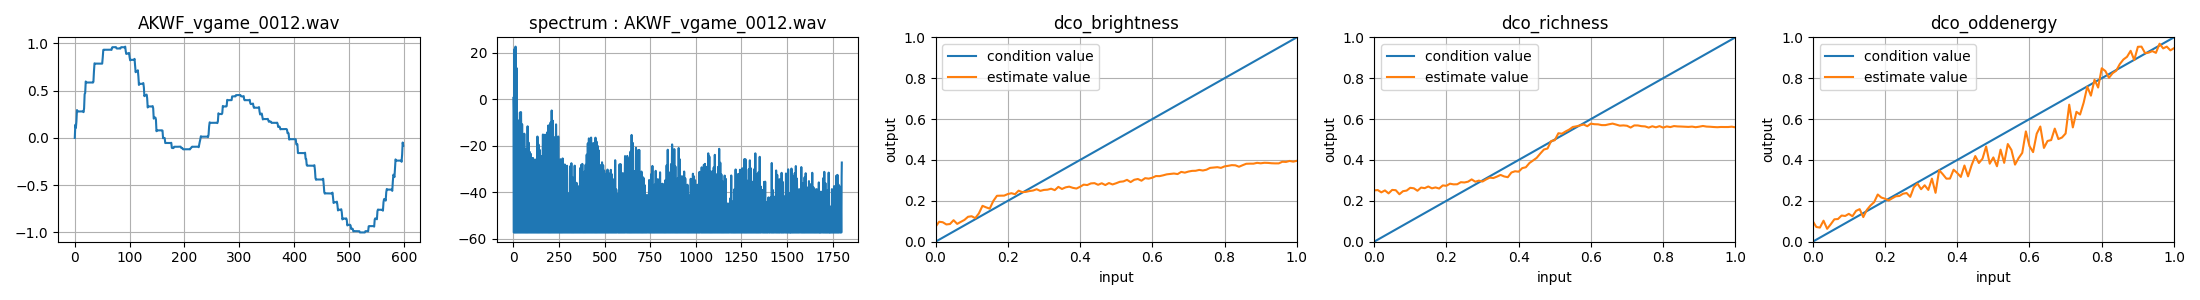 AKWF_vgame_0012.wav
1.0
0.5
0.0
−0.5
−1.0
0 100 200 300 400 500 600
spectrum : AKWF_vgame_0012.wav
20
0
−20
−40
−60
0 250 500 750 1000 1250 1500 1750
dco_brightness
condition value
estimate value
output
1.0
0.8
0.6
0.4
0.2
0.0
0.0 0.2 0.4 0.6 0.8 1.0
input
dco_richness
condition value
estimate value
output
1.0
0.8
0.6
0.4
0.2
0.0
0.0 0.2 0.4 0.6 0.8 1.0
input
dco_oddenergy
condition value
estimate value
output
1.0
0.8
0.6
0.4
0.2
0.0
0.0 0.2 0.4 0.6 0.8 1.0
input